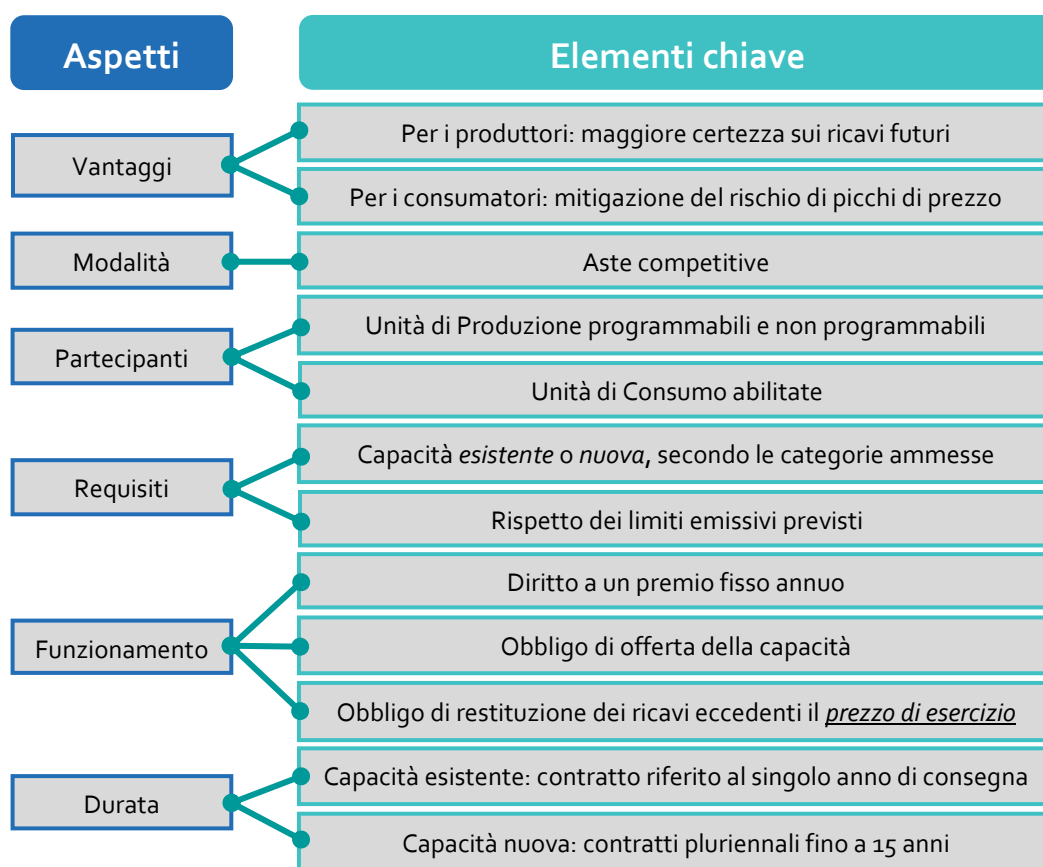 Aspetti
Elementi chiave
Vantaggi
Per i produttori: maggiore certezza sui ricavi futuri
Per i consumatori: mitigazione del rischio di picchi di prezzo
Modalità
Aste competitive
Partecipanti
Unità di Produzione programmabili e non programmabili
Unità di Consumo abilitate
Requisiti
Capacità esistente o nuova, secondo le categorie ammesse
Rispetto dei limiti emissivi previsti
Funzionamento
Diritto a un premio fisso annuo
Obbligo di offerta della capacità
Obbligo di restituzione dei ricavi eccedenti il prezzo di esercizio
Durata
Capacità esistente: contratto riferito al singolo anno di consegna
Capacità nuova: contratti pluriennali fino a 15 anni